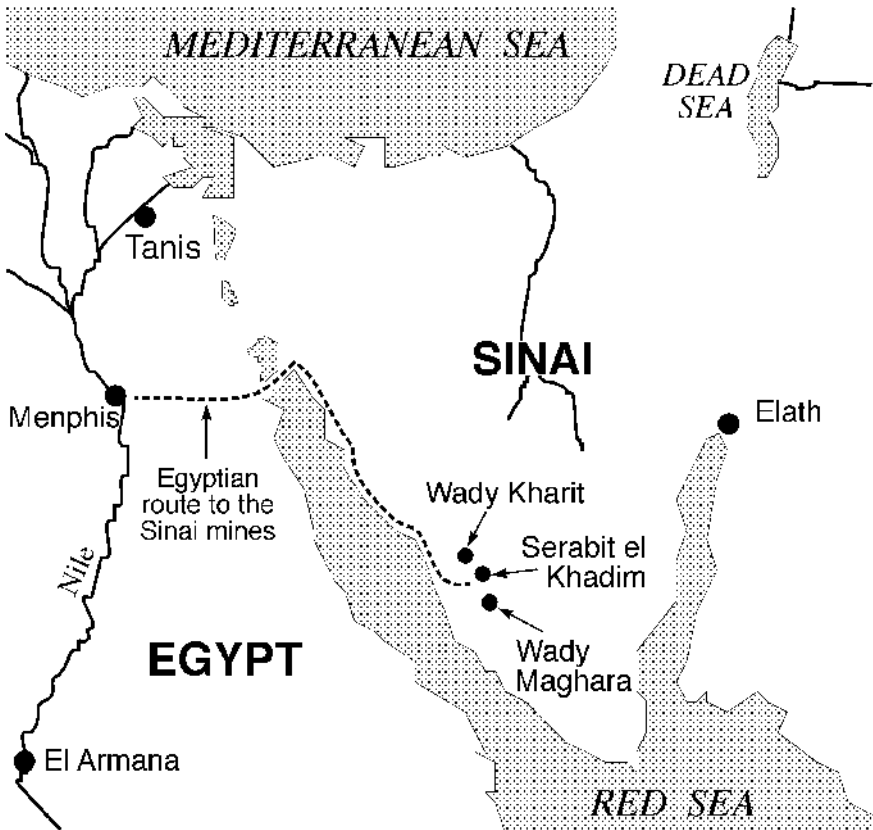 MEDITERRANEAN SEA
DEAD
SEA
Tanis
SINAI
Menphis
Elath
Egyptian
route to the
Sinai mines
Wady Kharit
Serabit el
Khadim
Nile
EGYPT
Wady
Maghara
El Armana
RED SEA